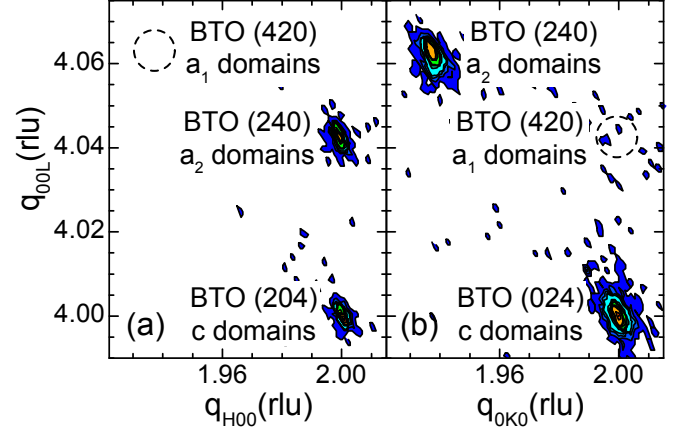 BTO (420)
a₁ domains
BTO (240)
a₂ domains
BTO (204)
c domains
(a)
BTO (240)
a₂ domains
BTO (420)
a₁ domains
BTO (024)
c domains
(b)
4.06
4.04
4.02
4.00
q₀₀L(rlu)
1.96
2.00
1.96
2.00
qH₀₀(rlu)
q₀K₀(rlu)